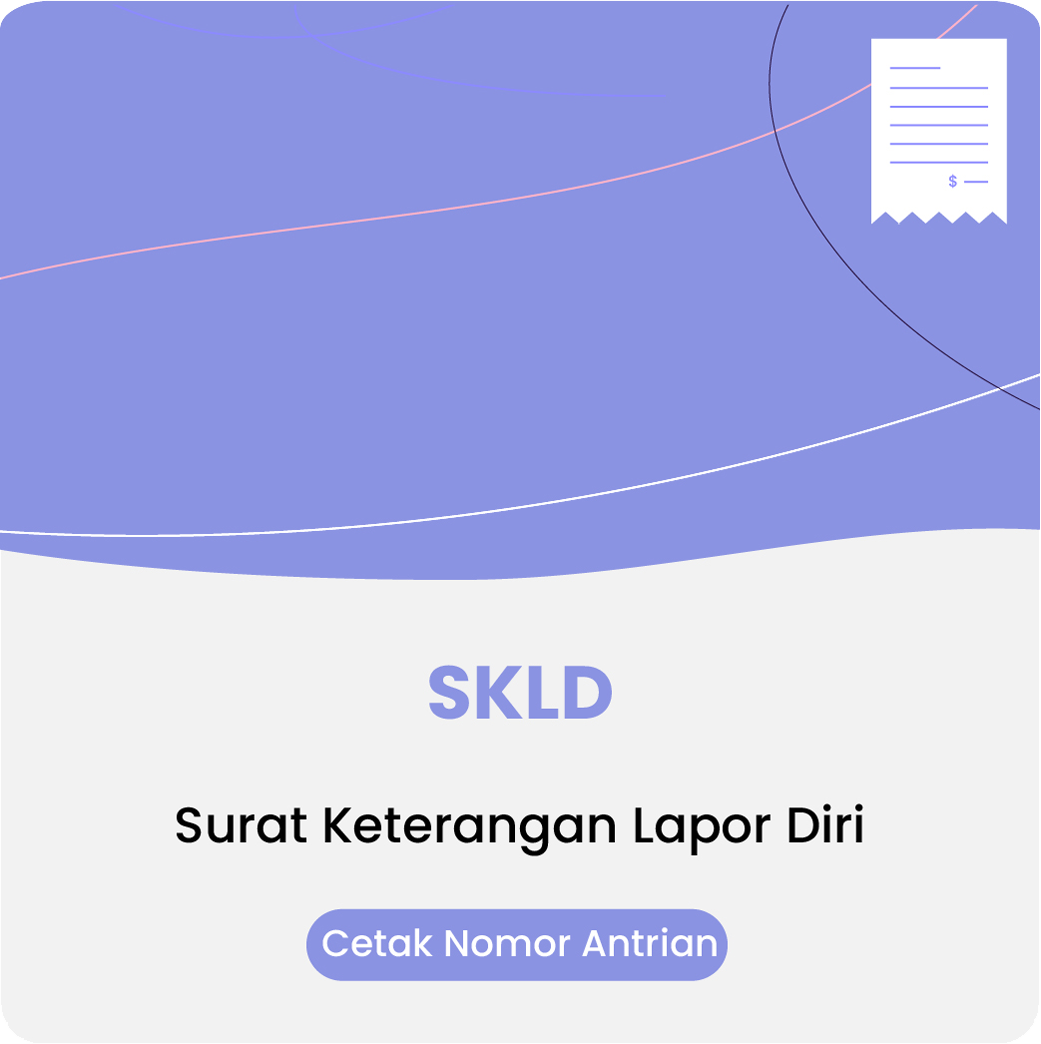 $
SKLD
Surat Keterangan Lapor Diri
Cetak Nomor Antrian